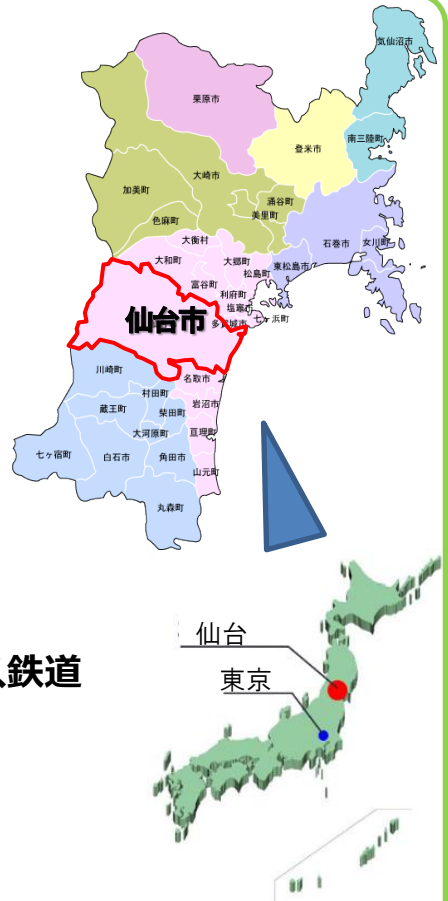 気仙沼市
栗原市
南三陸町
登米市
大崎市
加美町
涌谷町
美里町
色麻町
石巻市
女川町
大衡村
大和町
大郷町
松島町
東松島市
富谷町
利府町
塩竈市
七ヶ浜町
多賀城市
仙台市
川崎町
名取市
村田町
岩沼市
蔵王町
柴田町
大河原町
亘理町
七ヶ宿町
白石市
角田市
山元町
丸森町
仙台
鉄道
東京